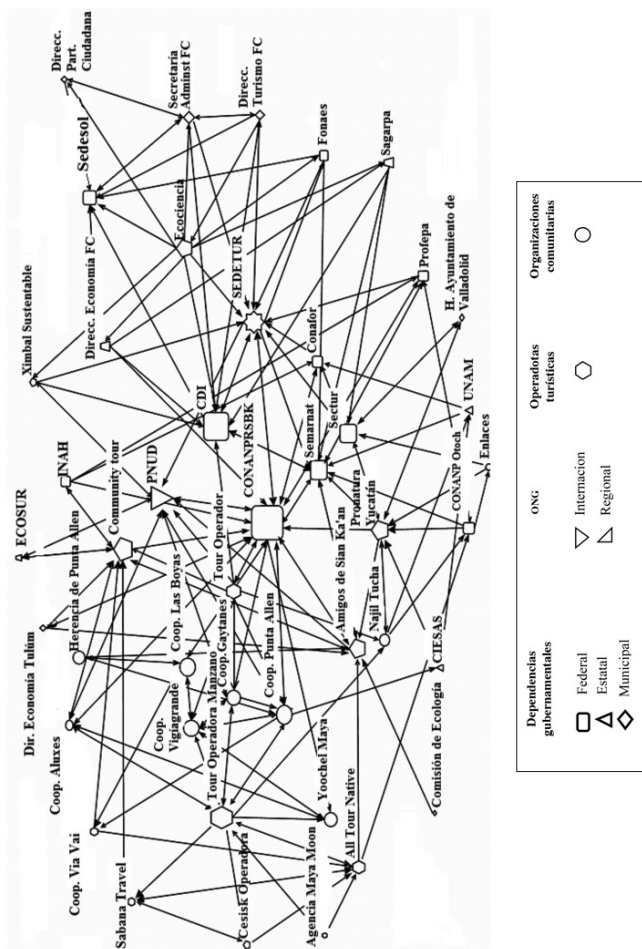 Direcc.
Part.
Ciudadana
Secretaria
Adminst FC
Direcc.
Turismo FC
Sedesol
Fonaes
Sagarpa
Ecociencia
Direcc. Economía FC
SEDETUR
Profepa
H. Ayuntamiento de
Valladolid
Ximbal Sustentable
Conafor
CDI
CONANPRSBK
Semarnat
Sectur
UNAM
INAH
PNUD
Community tour
ECOSUR
Tour Operador
Prodatura
Yucatán
CONANP Otoch
Enlaces
Herencia de Punta Allen
Coop. Las Boyas
Amigos de Sian Ka'an
Najil Tucha
Dir. Economía Tulúm
Coop. Gaytanes
Coop. Punta Allen
CIESAS
Coop. Aluxes
Coop.
Vigiagrande
Tour Operadora Manzano
Yoochel Maya
Comisión de Ecología
Coop. Via Vai
All Tour Native
Sabana Travel
Cesisk Operadora
Agencia Maya Moon
Dependencias
gubernamentales
Federal
Estatal
Municipal
ONG
Internacion
Regional
Operadotas
turísticas
Organizaciones
comunitarias